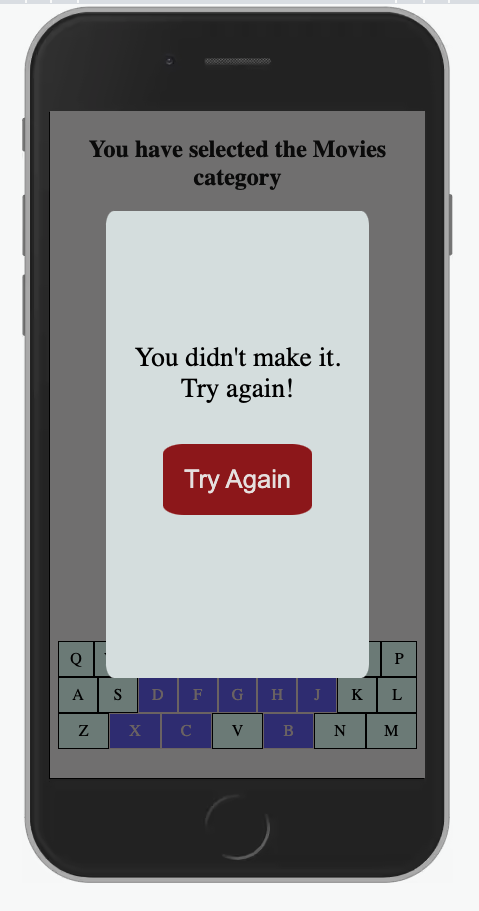 You have selected the Movies
category
You didn't make it.
Try again!
Try Again
Q P
A S D F G H J K L
Z X C V B N M